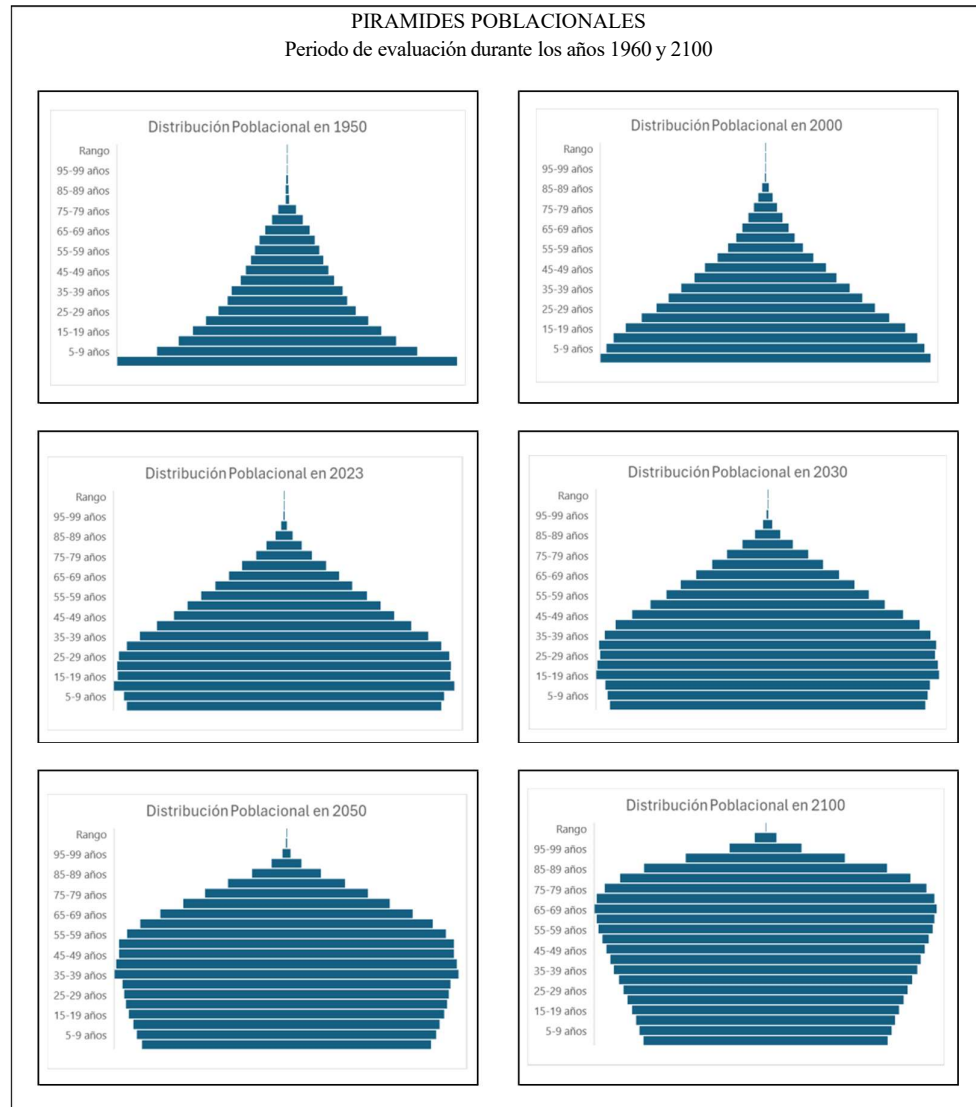 PIRAMIDES POBLACIONALES
Periodo de evaluación durante los años 1960 y 2100
Distribución Poblacional en 1950
Rango
95-99 años
85-89 años
75-79 años
65-69 años
55-59 años
45-49 años
35-39 años
25-29 años
15-19 años
5-9 años
Distribución Poblacional en 2000
Rango
95-99 años
85-89 años
75-79 años
65-69 años
55-59 años
45-49 años
35-39 años
25-29 años
15-19 años
5-9 años
Distribución Poblacional en 2023
Rango
95-99 años
85-89 años
75-79 años
65-69 años
55-59 años
45-49 años
35-39 años
25-29 años
15-19 años
5-9 años
Distribución Poblacional en 2030
Rango
95-99 años
85-89 años
75-79 años
65-69 años
55-59 años
45-49 años
35-39 años
25-29 años
15-19 años
5-9 años
Distribución Poblacional en 2050
Rango
95-99 años
85-89 años
75-79 años
65-69 años
55-59 años
45-49 años
35-39 años
25-29 años
15-19 años
5-9 años
Distribución Poblacional en 2100
Rango
95-99 años
85-89 años
75-79 años
65-69 años
55-59 años
45-49 años
35-39 años
25-29 años
15-19 años
5-9 años